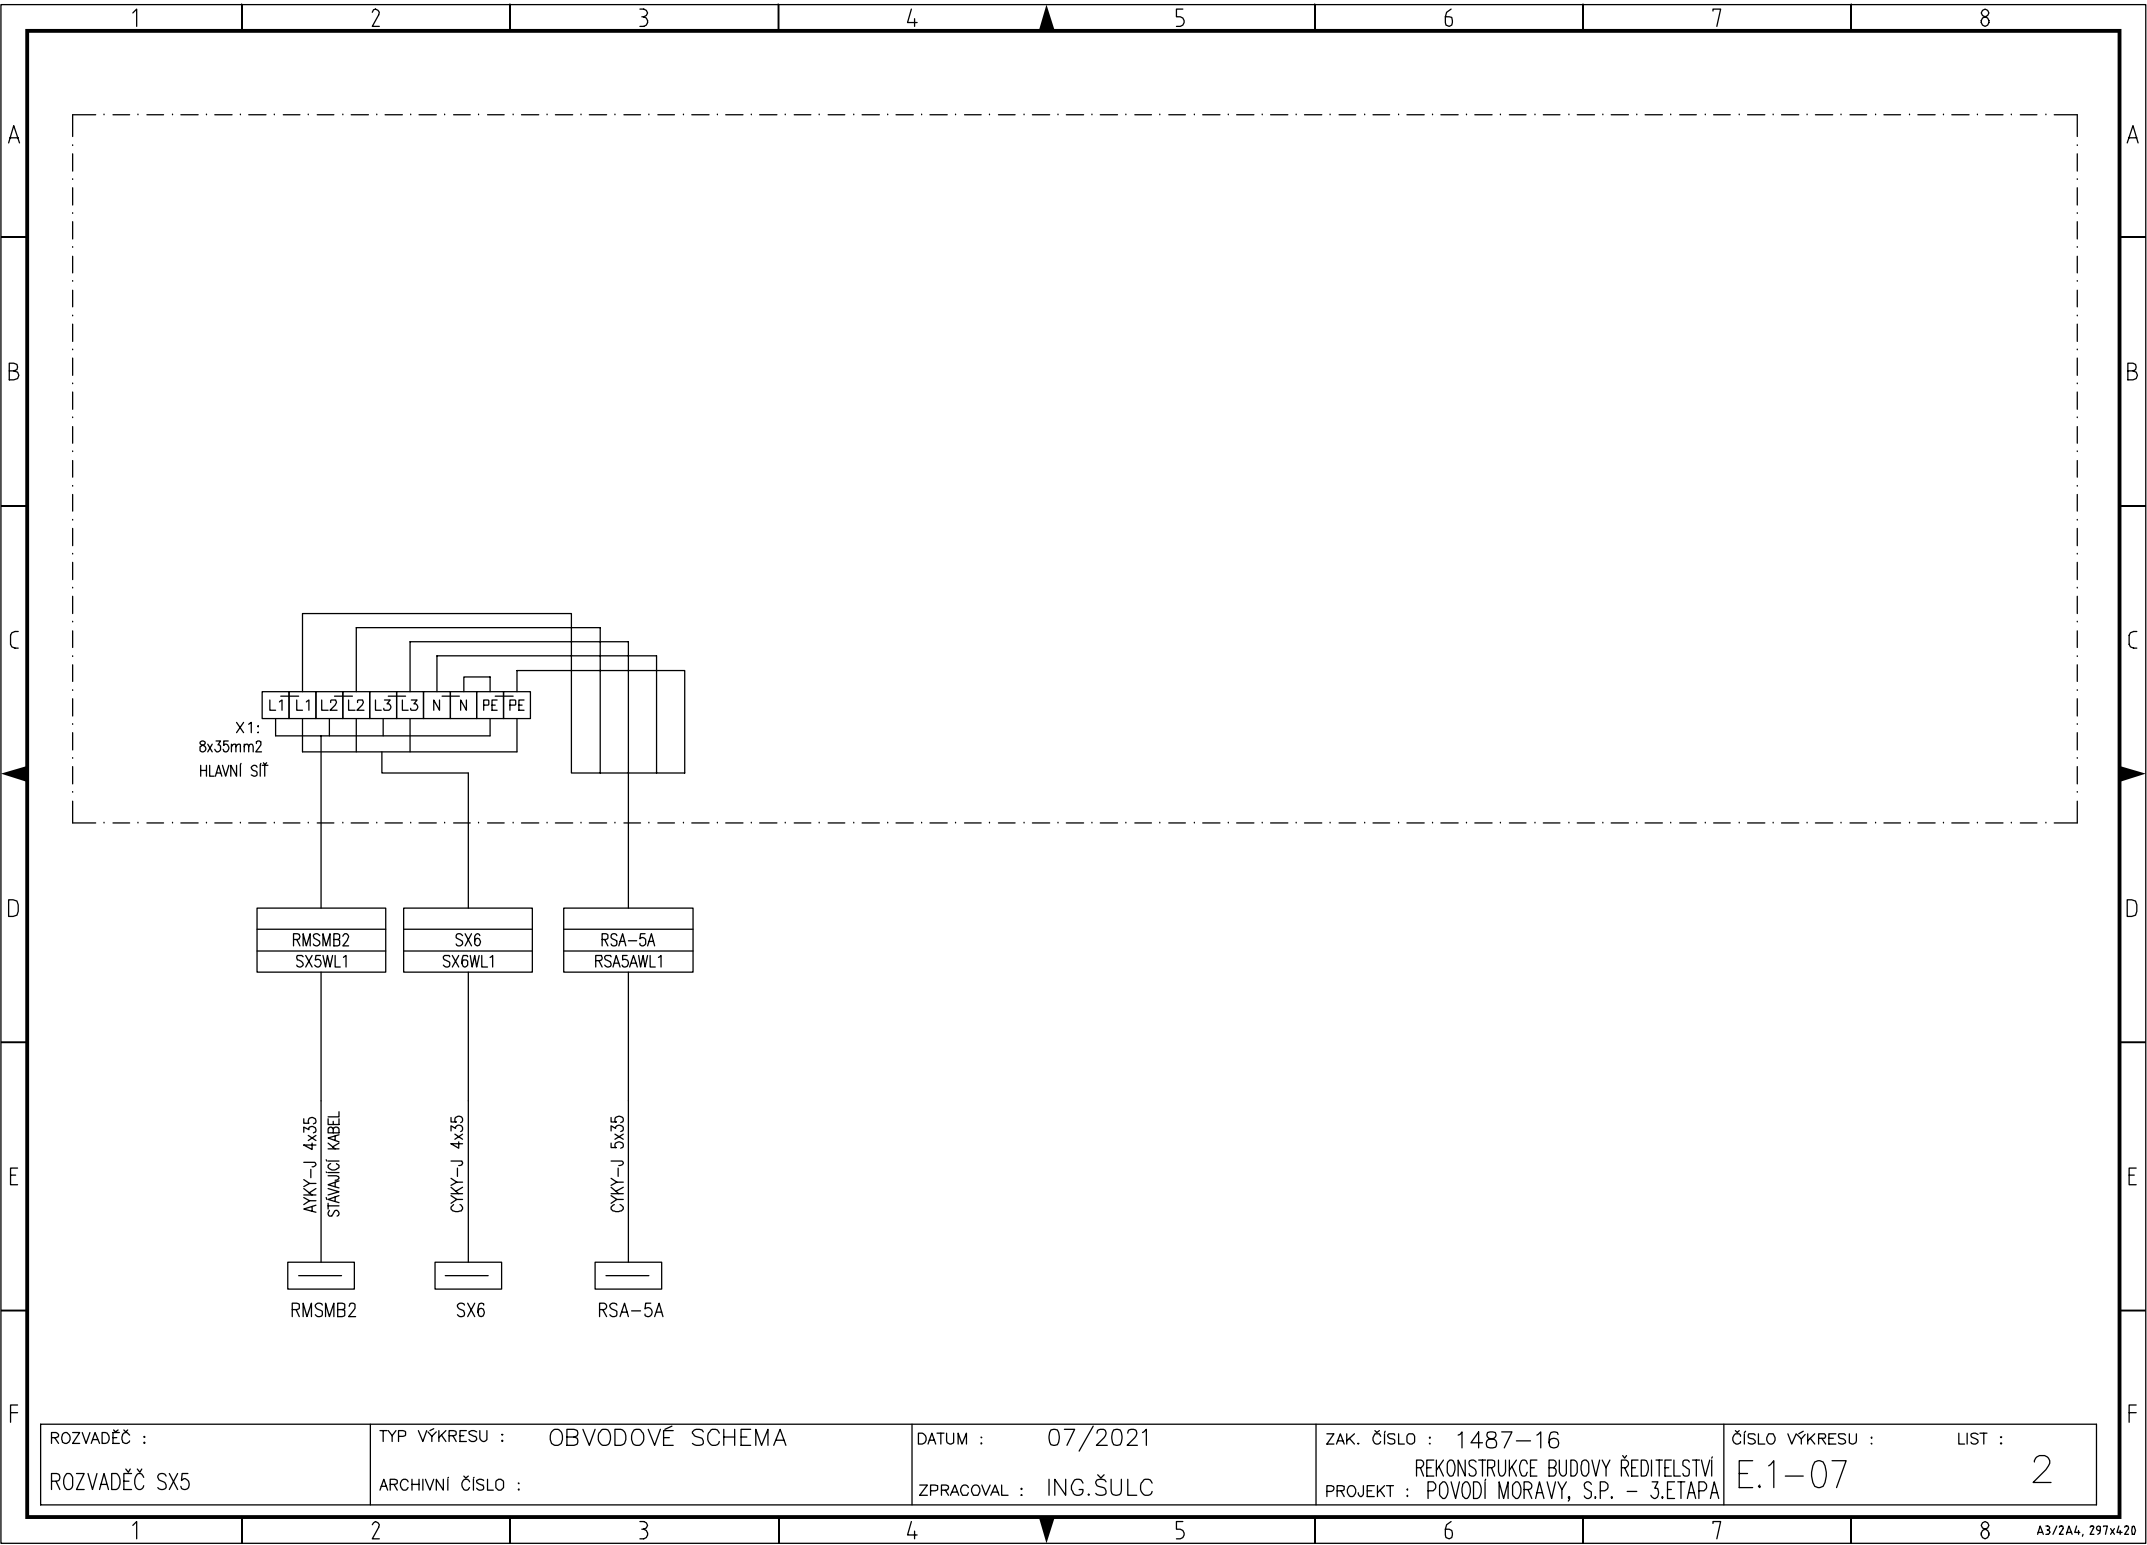 1 2 3 4 5 6 7 8
A A
B B
C C
L1 L1 L2 L2 L3 L3 N N PE PE
X1:
8x35mm2
HLAVNÍ SÍŤ
D D
RMSMB2 SX6 RSA-5A
SX5WL1 SX6WL1 RSA5AWL1
E E
AYKY-J 4x35
STÁVAJÍCÍ KABEL
CYKY-J 4x35
CYKY-J 5x35
RMSMB2 SX6 RSA-5A
F F
ROZVADĚČ :
ROZVADĚČ SX5
TYP VÝKRESU : OBVODOVÉ SCHEMA
ARCHIVNÍ ČÍSLO :
DATUM : 07/2021
ZPRACOVAL : ING.ŠULC
ZAK. ČÍSLO : 1487-16
REKONSTRUKCE BUDOVY ŘEDITELSTVÍ
PROJEKT : POVODÍ MORAVY, S.P. - 3.ETAPA
ČÍSLO VÝKRESU :
E.1-07
LIST :
2
1 2 3 4 5 6 7 8
A3/2A4, 297x420